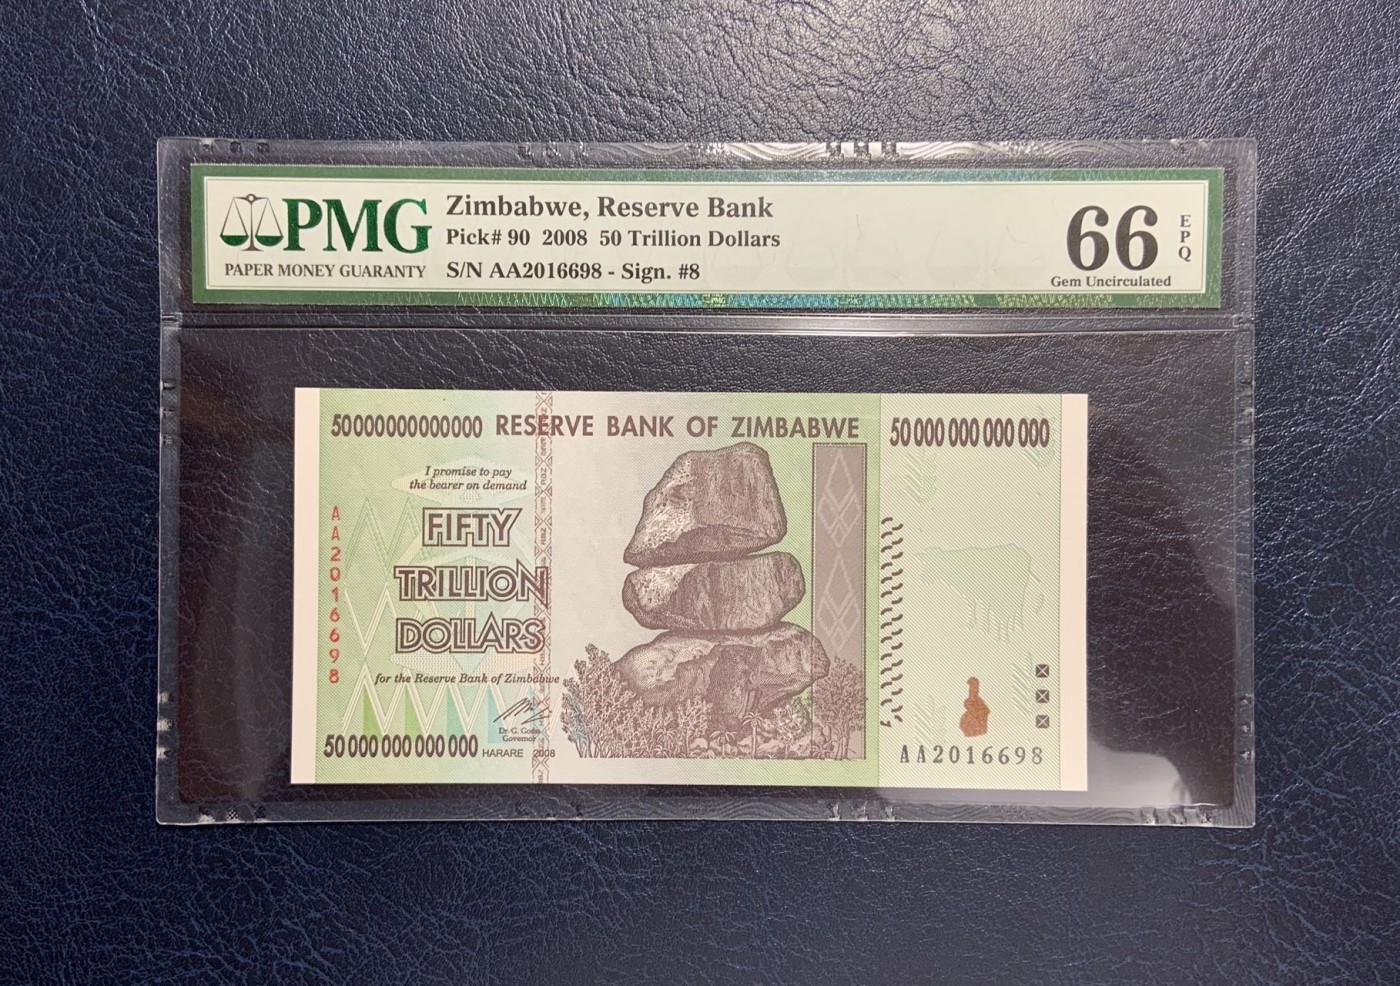 PMG
PAPER MONEY GUARANTY
Zimbabwe, Reserve Bank
Pick# 90 2008 50 Trillion Dollars
S/N AA2016698 - Sign. #8
66
EPQ
Gem Uncirculated
50000000000000 RESERVE BANK OF ZIMBABWE 50 000 000 000 000
I promise to pay
the bearer on demand
FIFTY
TRILLION
DOLLARS
AA2016698
for the Reserve Bank of Zimbabwe
Dr. G. Gono
Governor
50 000 000 000 000 HARARE 2008
AA2016698